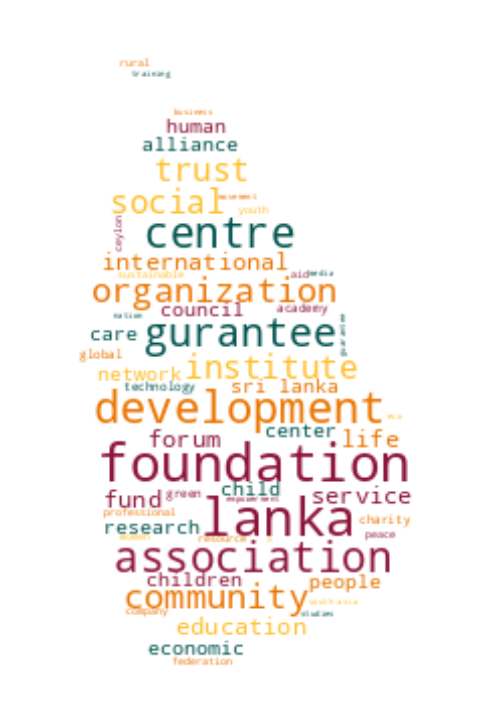 rural
training
business
human
alliance
trust
social movement
youth
ceylon
centre
international
sustainable aid media
organization
council academy
nation
care gurantee gurantee
global
network institute
technology sri lanka
development
center
forum life
foundation
child
fund green empowerment service
professional lanka charity
research peace
women resource
association
children people
community south asia
company studies
education
economic
federation